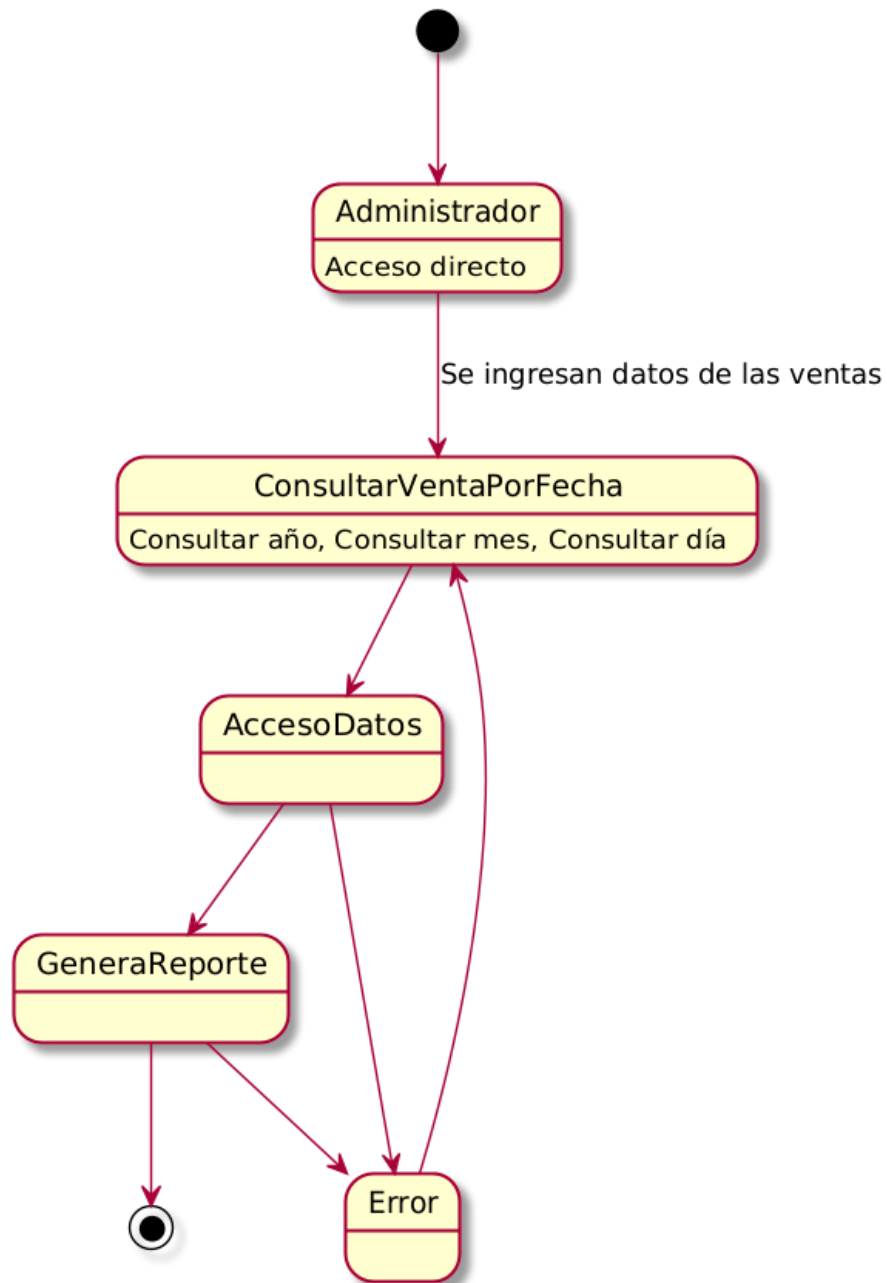 Administrador
Acceso directo
Se ingresan datos de las ventas
ConsultarVentaPorFecha
Consultar año, Consultar mes, Consultar día
AccesoDatos
GeneraReporte
Error